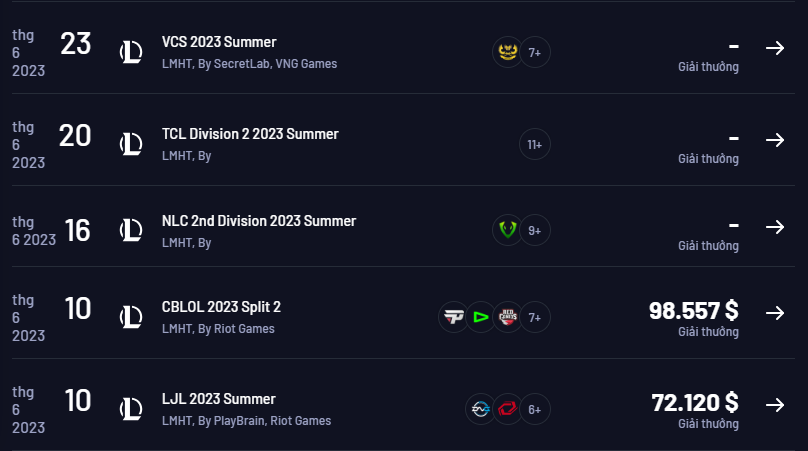 thg
6
2023
23
VCS 2023 Summer
LMHT, By SecretLab, VNG Games
7+
–
Giải thưởng
thg
6
2023
20
TCL Division 2 2023 Summer
LMHT, By
11+
–
Giải thưởng
thg
6 2023
16
NLC 2nd Division 2023 Summer
LMHT, By
9+
–
Giải thưởng
thg
6
2023
10
CBLOL 2023 Split 2
LMHT, By Riot Games
RED
CANIDS
7+
98.557 $
Giải thưởng
thg
6
2023
10
LJL 2023 Summer
LMHT, By PlayBrain, Riot Games
6+
72.120 $
Giải thưởng